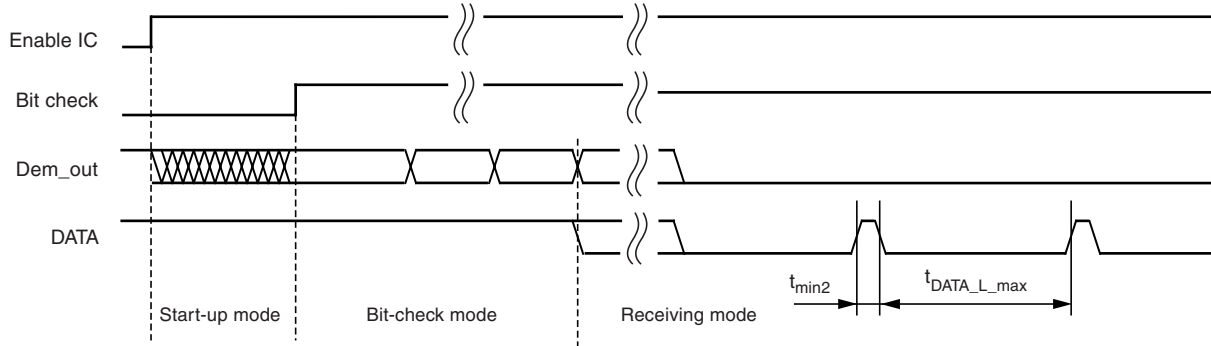 Enable IC
Bit check
Dem_out
DATA
t_min2
t_DATA_L_max
Start-up mode
Bit-check mode
Receiving mode